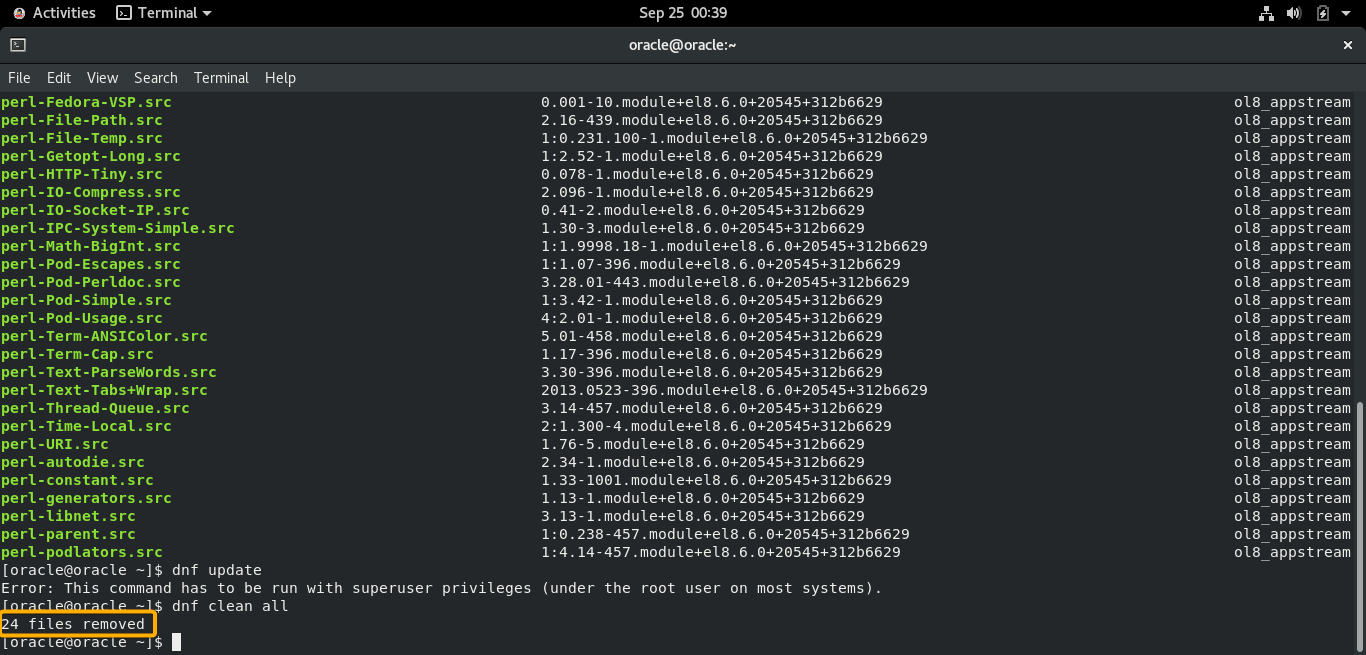 Activities Terminal Sep 25 00:39
oracle@oracle:~ ×
File Edit View Search Terminal Help
perl-Fedora-VSP.src 0.001-10.module+el8.6.0+20545+312b6629 ol8_appstream
perl-File-Path.src 2.16-439.module+el8.6.0+20545+312b6629 ol8_appstream
perl-File-Temp.src 1:0.231.100-1.module+el8.6.0+20545+312b6629 ol8_appstream
perl-Getopt-Long.src 1:2.52-1.module+el8.6.0+20545+312b6629 ol8_appstream
perl-HTTP-Tiny.src 0.078-1.module+el8.6.0+20545+312b6629 ol8_appstream
perl-IO-Compress.src 2.096-1.module+el8.6.0+20545+312b6629 ol8_appstream
perl-IO-Socket-IP.src 0.41-2.module+el8.6.0+20545+312b6629 ol8_appstream
perl-IPC-System-Simple.src 1.30-3.module+el8.6.0+20545+312b6629 ol8_appstream
perl-Math-BigInt.src 1:1.9998.18-1.module+el8.6.0+20545+312b6629 ol8_appstream
perl-Pod-Escapes.src 1:1.07-396.module+el8.6.0+20545+312b6629 ol8_appstream
perl-Pod-Perldoc.src 3.28.01-443.module+el8.6.0+20545+312b6629 ol8_appstream
perl-Pod-Simple.src 1:3.42-1.module+el8.6.0+20545+312b6629 ol8_appstream
perl-Pod-Usage.src 4:2.01-1.module+el8.6.0+20545+312b6629 ol8_appstream
perl-Term-ANSIColor.src 5.01-458.module+el8.6.0+20545+312b6629 ol8_appstream
perl-Term-Cap.src 1.17-396.module+el8.6.0+20545+312b6629 ol8_appstream
perl-Text-ParseWords.src 3.30-396.module+el8.6.0+20545+312b6629 ol8_appstream
perl-Text-Tabs+Wrap.src 2013.0523-396.module+el8.6.0+20545+312b6629 ol8_appstream
perl-Thread-Queue.src 3.14-457.module+el8.6.0+20545+312b6629 ol8_appstream
perl-Time-Local.src 2:1.300-4.module+el8.6.0+20545+312b6629 ol8_appstream
perl-URI.src 1.76-5.module+el8.6.0+20545+312b6629 ol8_appstream
perl-autodie.src 2.34-1.module+el8.6.0+20545+312b6629 ol8_appstream
perl-constant.src 1.33-1001.module+el8.6.0+20545+312b6629 ol8_appstream
perl-generators.src 1.13-1.module+el8.6.0+20545+312b6629 ol8_appstream
perl-libnet.src 3.13-1.module+el8.6.0+20545+312b6629 ol8_appstream
perl-parent.src 1:0.238-457.module+el8.6.0+20545+312b6629 ol8_appstream
perl-podlators.src 1:4.14-457.module+el8.6.0+20545+312b6629 ol8_appstream
[oracle@oracle ~]$ dnf update
Error: This command has to be run with superuser privileges (under the root user on most systems).
[oracle@oracle ~]$ dnf clean all
24 files removed
[oracle@oracle ~]$